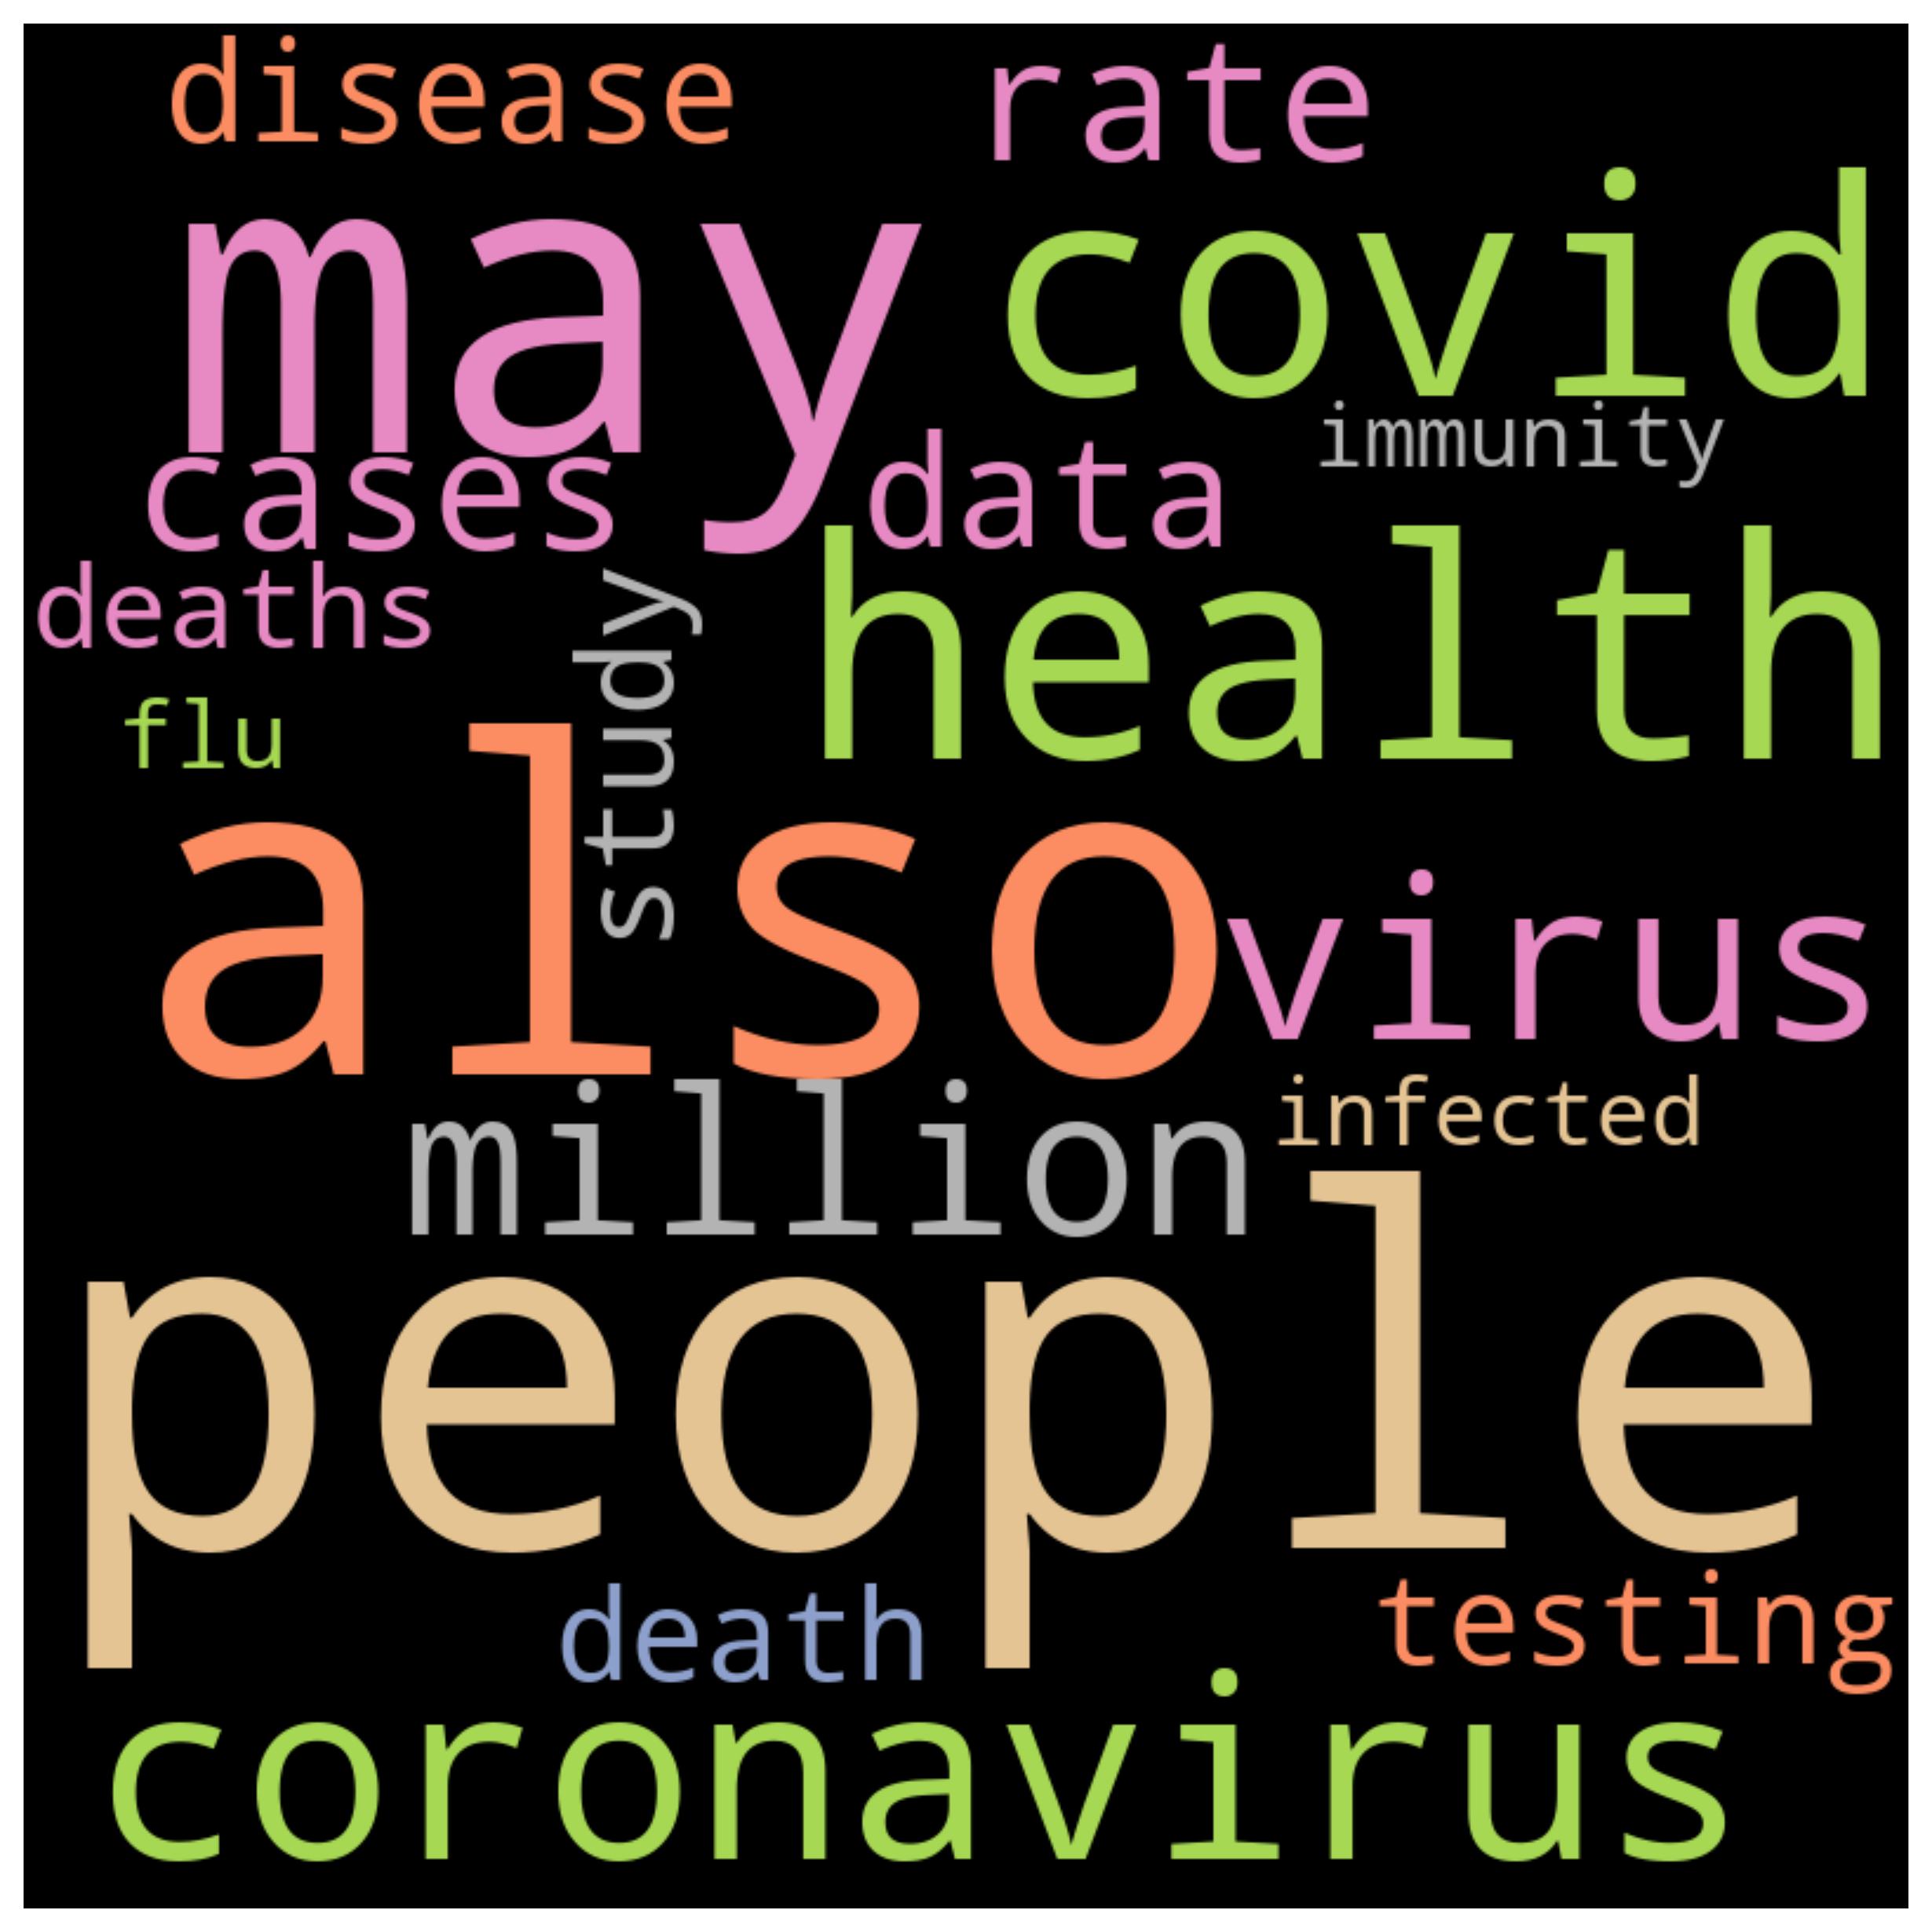 disease
rate
may
covid
immunity
cases
data
deaths
study
health
flu
also
virus
million
infected
people
death
testing
coronavirus